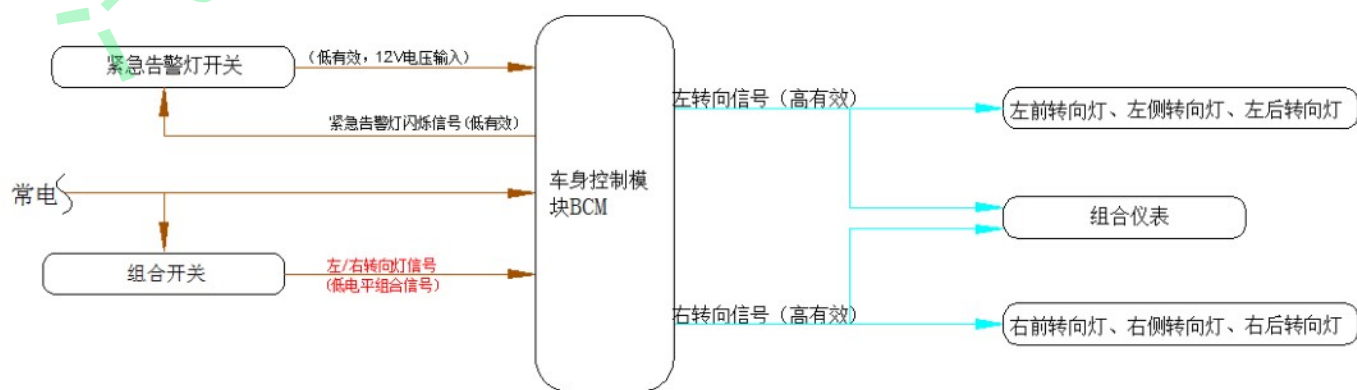 紧急告警灯开关
(低有效，12V电压输入)
紧急告警灯闪烁信号(低有效)
常电
组合开关
左/右转向灯信号
(低电平组合信号)
车身控制模
块BCM
左转向信号（高有效）
右转向信号（高有效）
左前转向灯、左侧转向灯、左后转向灯
组合仪表
右前转向灯、右侧转向灯、右后转向灯